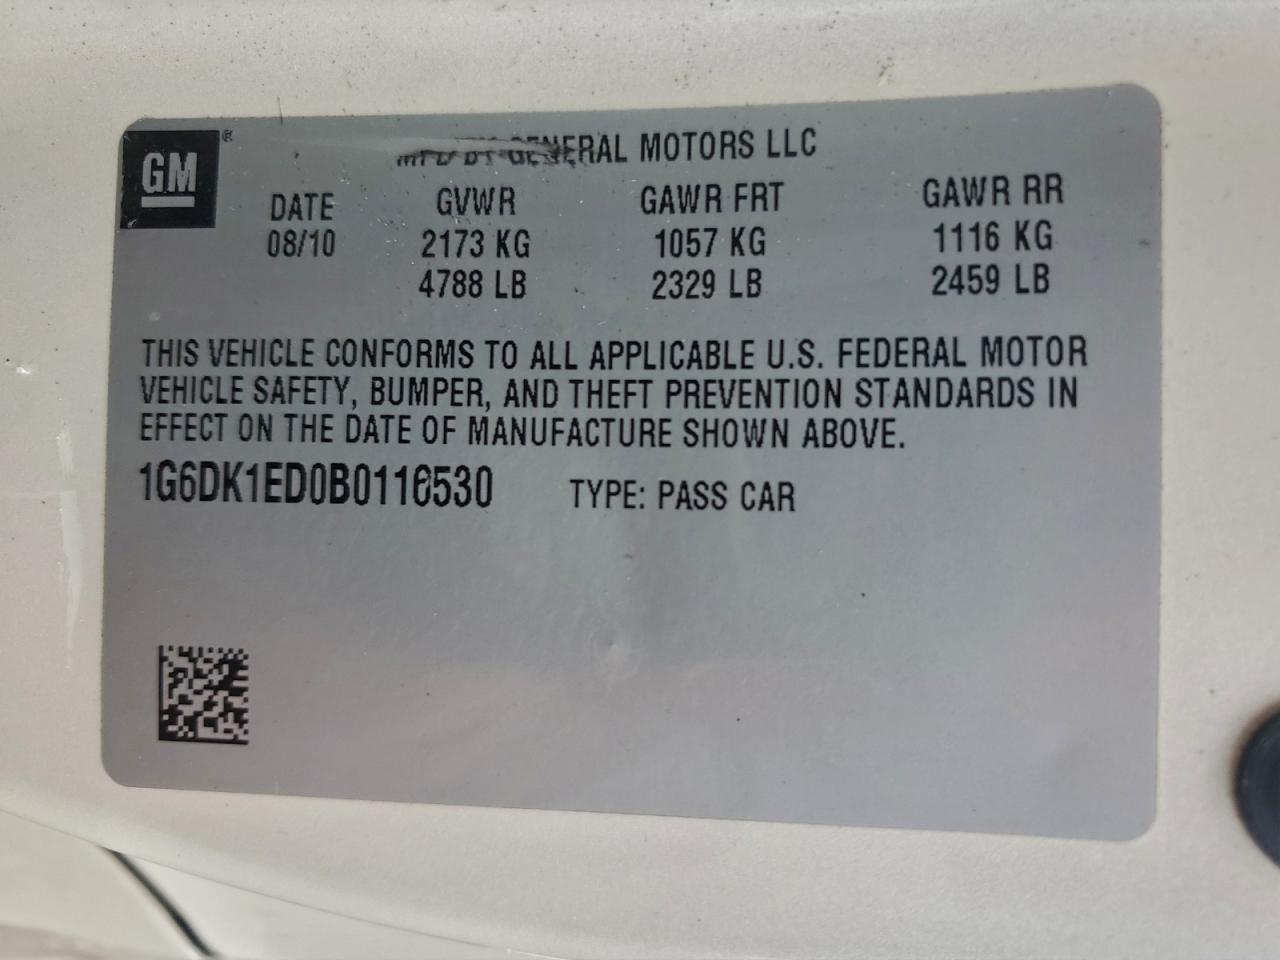 GM ®
MFD BY GENERAL MOTORS LLC
DATE GVWR GAWR FRT GAWR RR
08/10 2173 KG 1057 KG 1116 KG
4788 LB 2329 LB 2459 LB
THIS VEHICLE CONFORMS TO ALL APPLICABLE U.S. FEDERAL MOTOR
VEHICLE SAFETY, BUMPER, AND THEFT PREVENTION STANDARDS IN
EFFECT ON THE DATE OF MANUFACTURE SHOWN ABOVE.
1G6DK1ED0B0116530 TYPE: PASS CAR